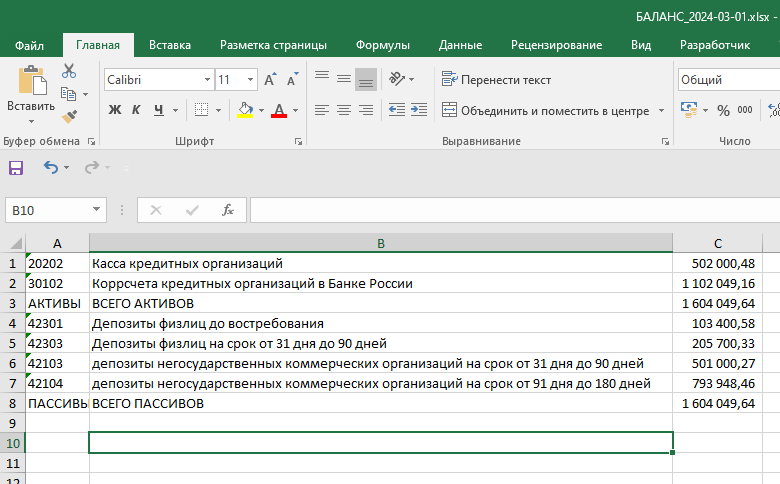 БАЛАНС_2024-03-01.xlsx -
Файл Главная Вставка Разметка страницы Формулы Данные Рецензирование Вид Разработчик
Calibri 11 Перенести текст Общий
Вставить Ж К Ч А Объединить и поместить в центре % 000
Буфер обмена Шрифт Выравнивание Число
B10 fx
A B C
1 20202 Касса кредитных организаций 502 000,48
2 30102 Коррсчета кредитных организаций в Банке России 1 102 049,16
3 АКТИВЫ ВСЕГО АКТИВОВ 1 604 049,64
4 42301 Депозиты физлиц до востребования 103 400,58
5 42303 Депозиты физлиц на срок от 31 дня до 90 дней 205 700,33
6 42103 депозиты негосударственных коммерческих организаций на срок от 31 дня до 90 дней 501 000,27
7 42104 депозиты негосударственных коммерческих организаций на срок от 91 дня до 180 дней 793 948,46
8 ПАССИВЫ ВСЕГО ПАССИВОВ 1 604 049,64
9
10
11
12